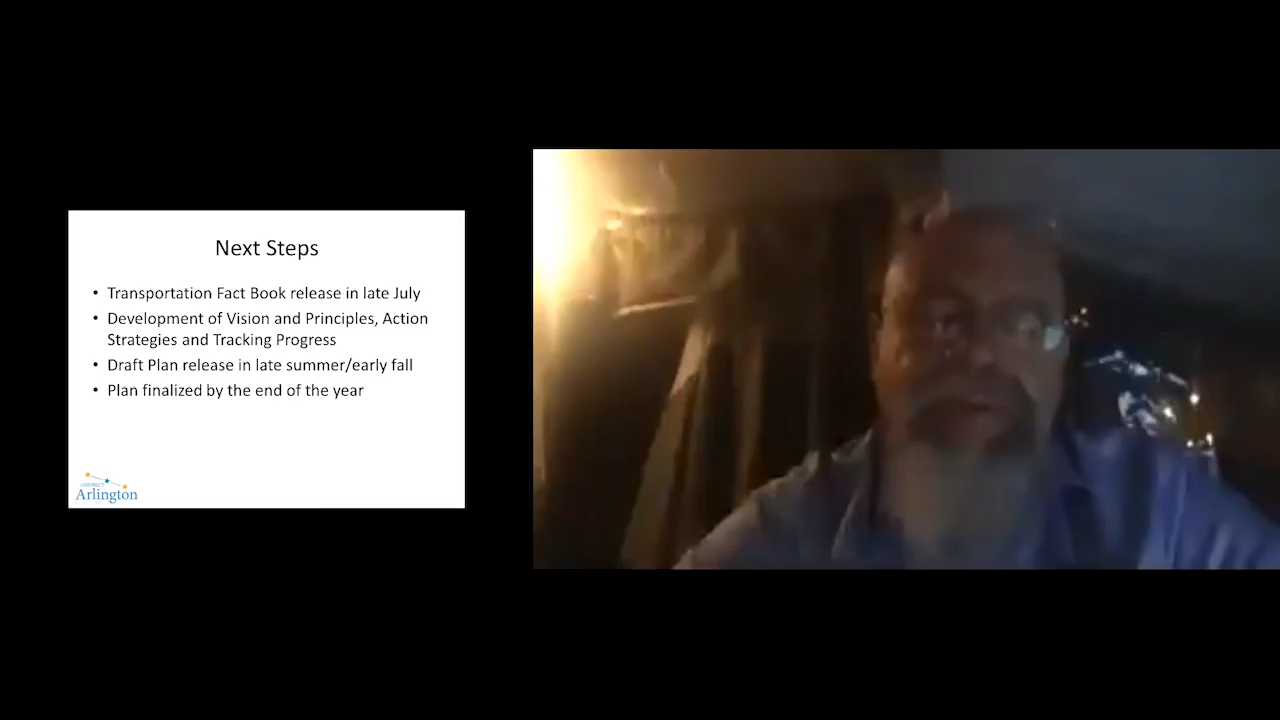 Next Steps
• Transportation Fact Book release in late July
• Development of Vision and Principles, Action
Strategies and Tracking Progress
• Draft Plan release in late summer/early fall
• Plan finalized by the end of the year
CONNECT
Arlington